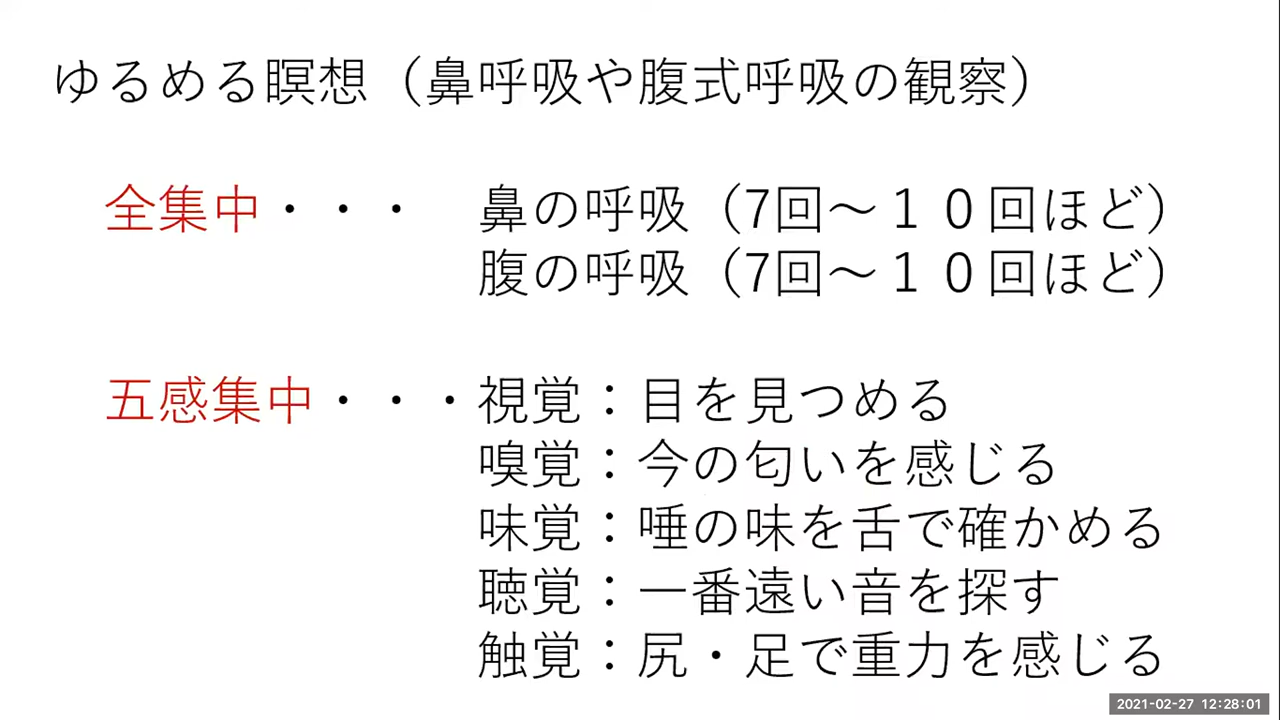 ゆるめる瞑想（鼻呼吸や腹式呼吸の観察）
全集中・・・　鼻の呼吸（7回～１０回ほど）
腹の呼吸（7回～１０回ほど）
五感集中・・・視覚：目を見つめる
嗅覚：今の匂いを感じる
味覚：唾の味を舌で確かめる
聴覚：一番遠い音を探す
触覚：尻・足で重力を感じる
2021-02-27 12:28:01